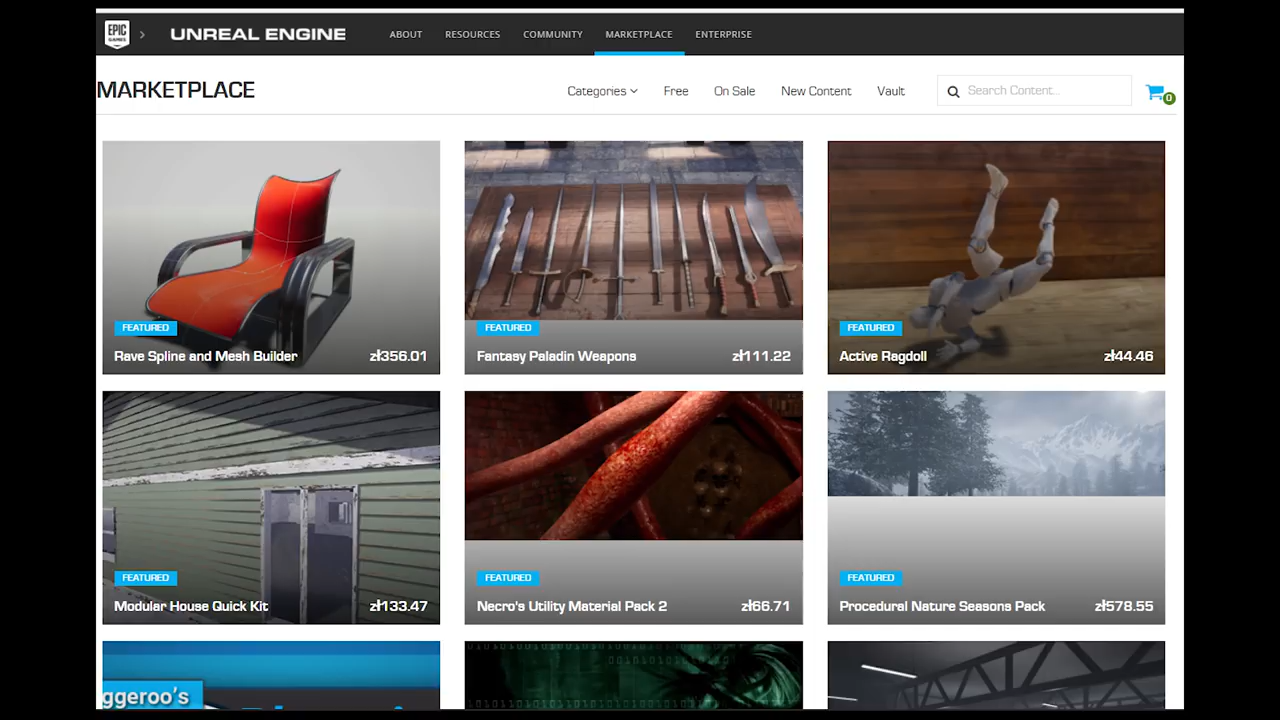 EPIC GAMES
UNREAL ENGINE ABOUT RESOURCES COMMUNITY MARKETPLACE ENTERPRISE
MARKETPLACE Categories Free On Sale New Content Vault Search Content... 0
FEATURED FEATURED FEATURED
Rave Spline and Mesh Builder zł356.01 Fantasy Paladin Weapons zł111.22 Active Ragdoll zł44.46
FEATURED FEATURED FEATURED
Modular House Quick Kit zł133.47 Necro's Utility Material Pack 2 zł66.71 Procedural Nature Seasons Pack zł578.55
ggeroo's